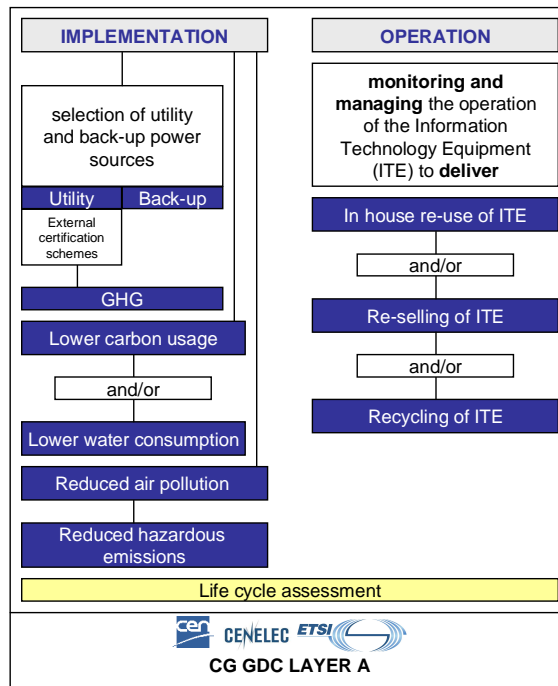 IMPLEMENTATION
selection of utility
and back-up power
sources
Utility
Back-up
External
certification
schemes
GHG
Lower carbon usage
and/or
Lower water consumption
Reduced air pollution
Reduced hazardous
emissions
OPERATION
monitoring and
managing the operation
of the Information
Technology Equipment
(ITE) to deliver
In house re-use of ITE
and/or
Re-selling of ITE
and/or
Recycling of ITE
Life cycle assessment
cen
CENELEC
ETSI
CG GDC LAYER A